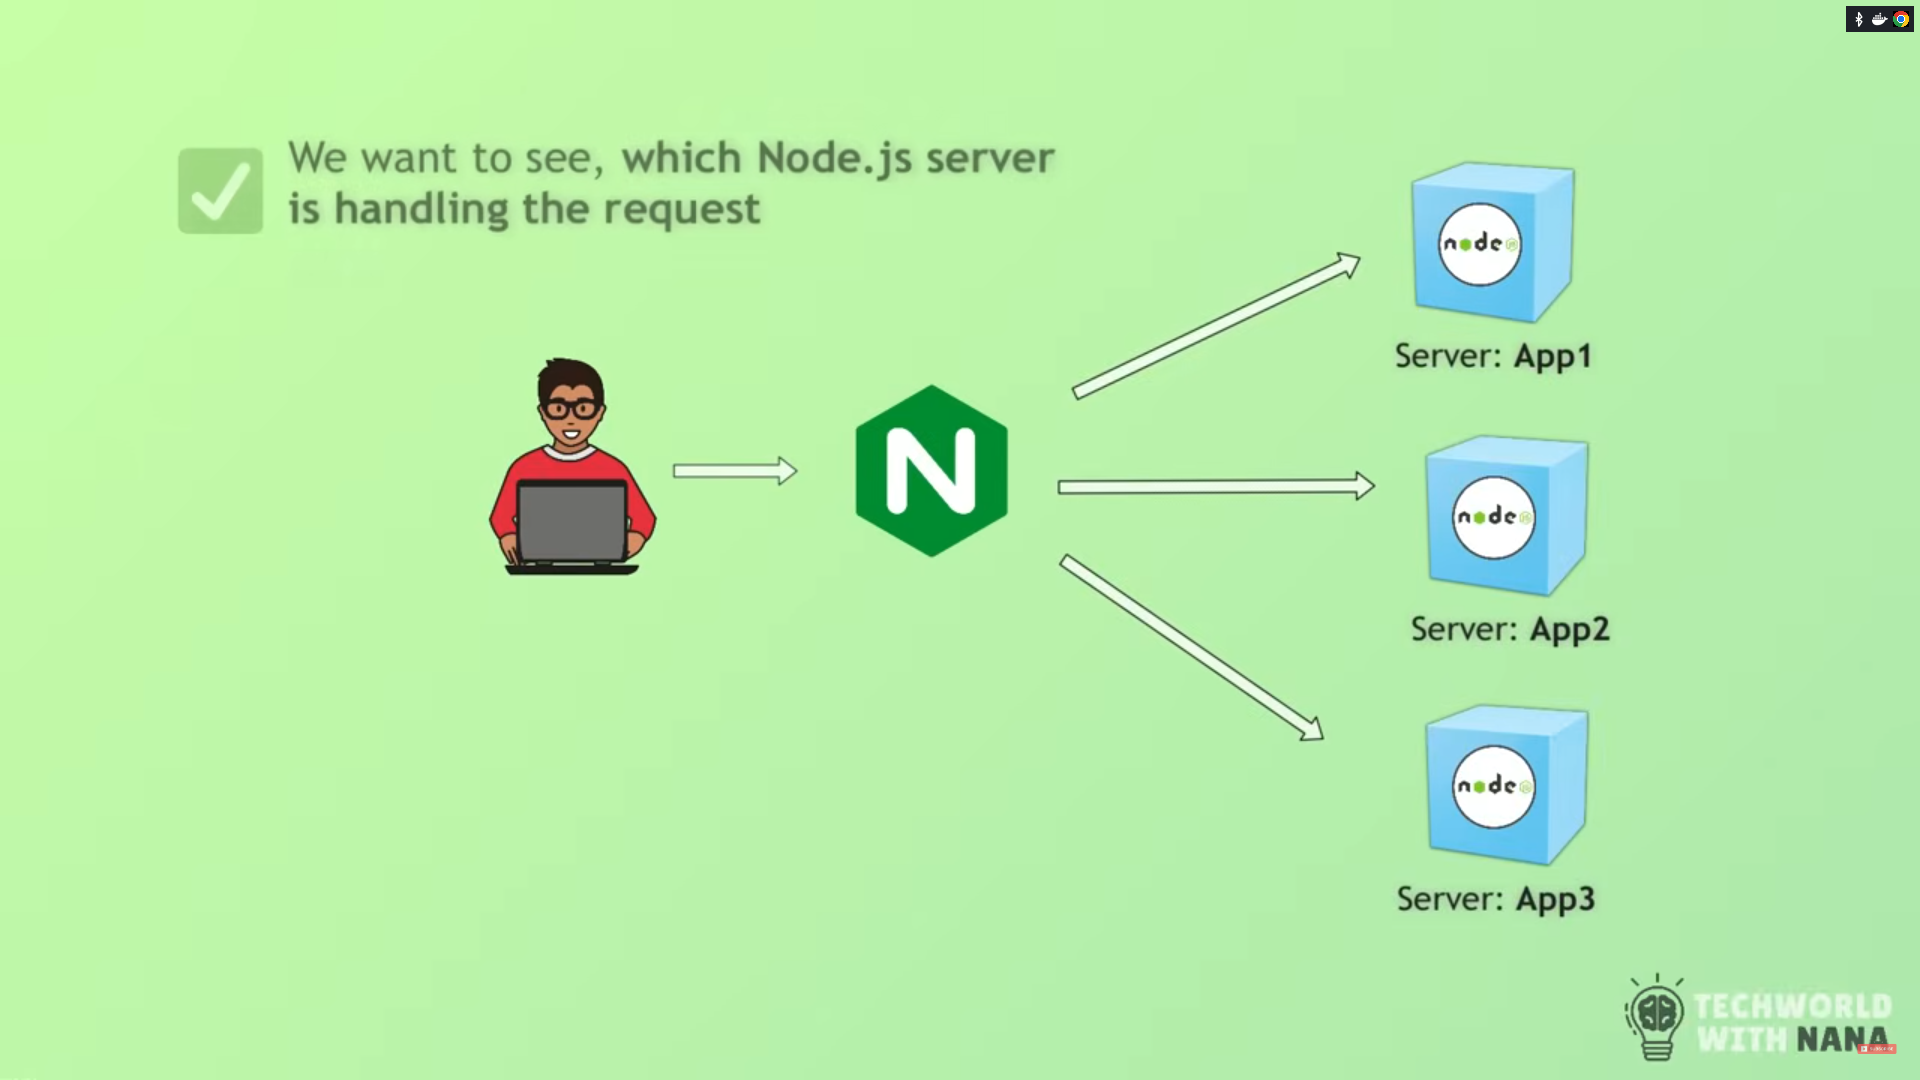 We want to see, which Node.js server
is handling the request
node
Server: App1
N
node
Server: App2
node
Server: App3
TECHWORLD
WITH NANA